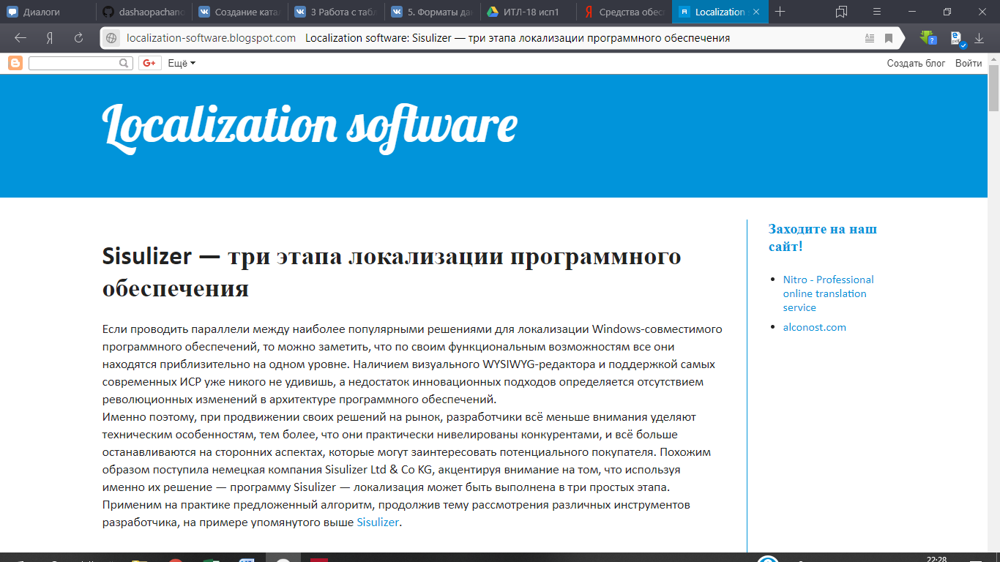 Диалоги
dashaopachano
Создание ката
3 Работа с табл
5. Форматы да
ИТЛ-18 исп1
Средства обес
Localization
localization-software.blogspot.com Localization software: Sisulizer — три этапа локализации программного обеспечения
G+ Ещё
Создать блог Войти
Localization software
Sisulizer — три этапа локализации программного
обеспечения
Если проводить параллели между наиболее популярными решениями для локализации Windows-совместимого
программного обеспечений, то можно заметить, что по своим функциональным возможностям все они
находятся приблизительно на одном уровне. Наличием визуального WYSIWYG-редактора и поддержкой самых
современных ИСР уже никого не удивишь, а недостаток инновационных подходов определяется отсутствием
революционных изменений в архитектуре программного обеспечений.
Именно поэтому, при продвижении своих решений на рынок, разработчики всё меньше внимания уделяют
техническим особенностям, тем более, что они практически нивелированы конкурентами, и всё больше
останавливаются на сторонних аспектах, которые могут заинтересовать потенциального покупателя. Похожим
образом поступила немецкая компания Sisulizer Ltd & Co KG, акцентируя внимание на том, что используя
именно их решение — программу Sisulizer — локализация может быть выполнена в три простых этапа.
Применим на практике предложенный алгоритм, продолжив тему рассмотрения различных инструментов
разработчика, на примере упомянутого выше Sisulizer.
Заходите на наш
сайт!
Nitro - Professional
online translation
service
alconost.com
22:28